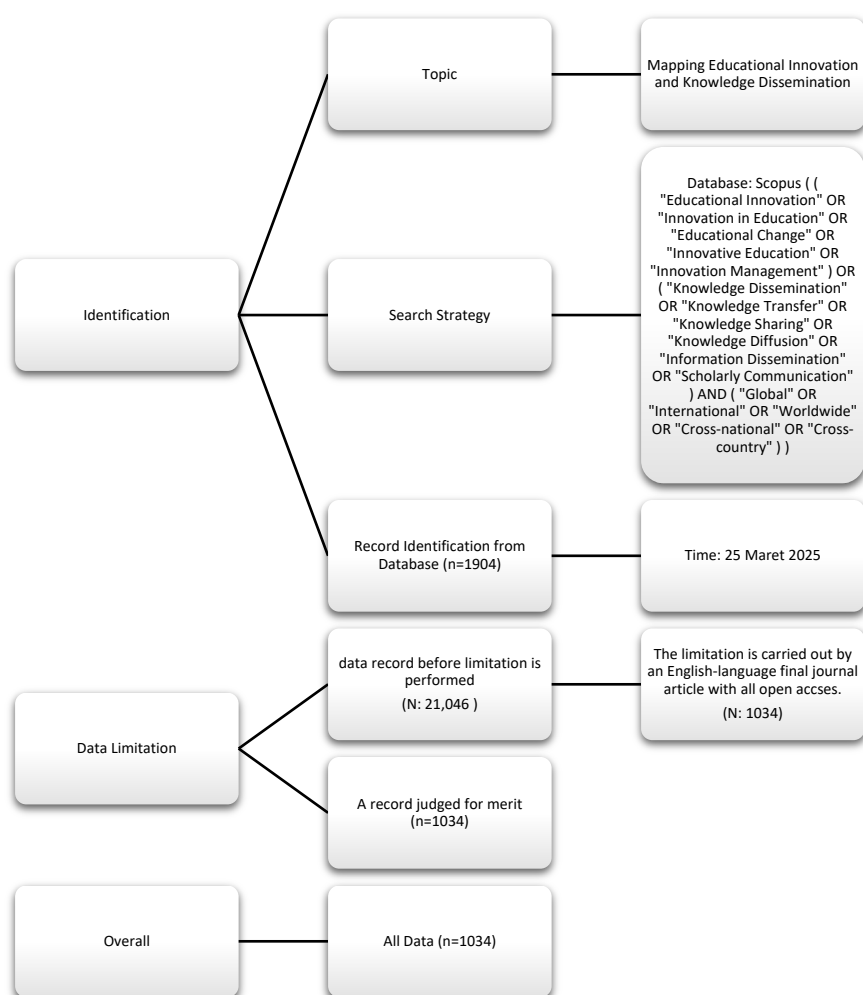 Topic
Mapping Educational Innovation
and Knowledge Dissemination
Identification
Search Strategy
Database: Scopus ( (
"Educational Innovation" OR
"Innovation in Education" OR
"Educational Change" OR
"Innovative Education" OR
"Innovation Management" ) OR
( "Knowledge Dissemination"
OR "Knowledge Transfer" OR
"Knowledge Sharing" OR
"Knowledge Diffusion" OR
"Information Dissemination"
OR "Scholarly Communication"
) AND ( "Global" OR
"International" OR "Worldwide"
OR "Cross-national" OR "Cross-
country" ) )
Record Identification from
Database (n=1904)
Time: 25 Maret 2025
Data Limitation
data record before limitation is
performed
(N: 21,046 )
The limitation is carried out by
an English-language final journal
article with all open accses.
(N: 1034)
A record judged for merit
(n=1034)
Overall
All Data (n=1034)